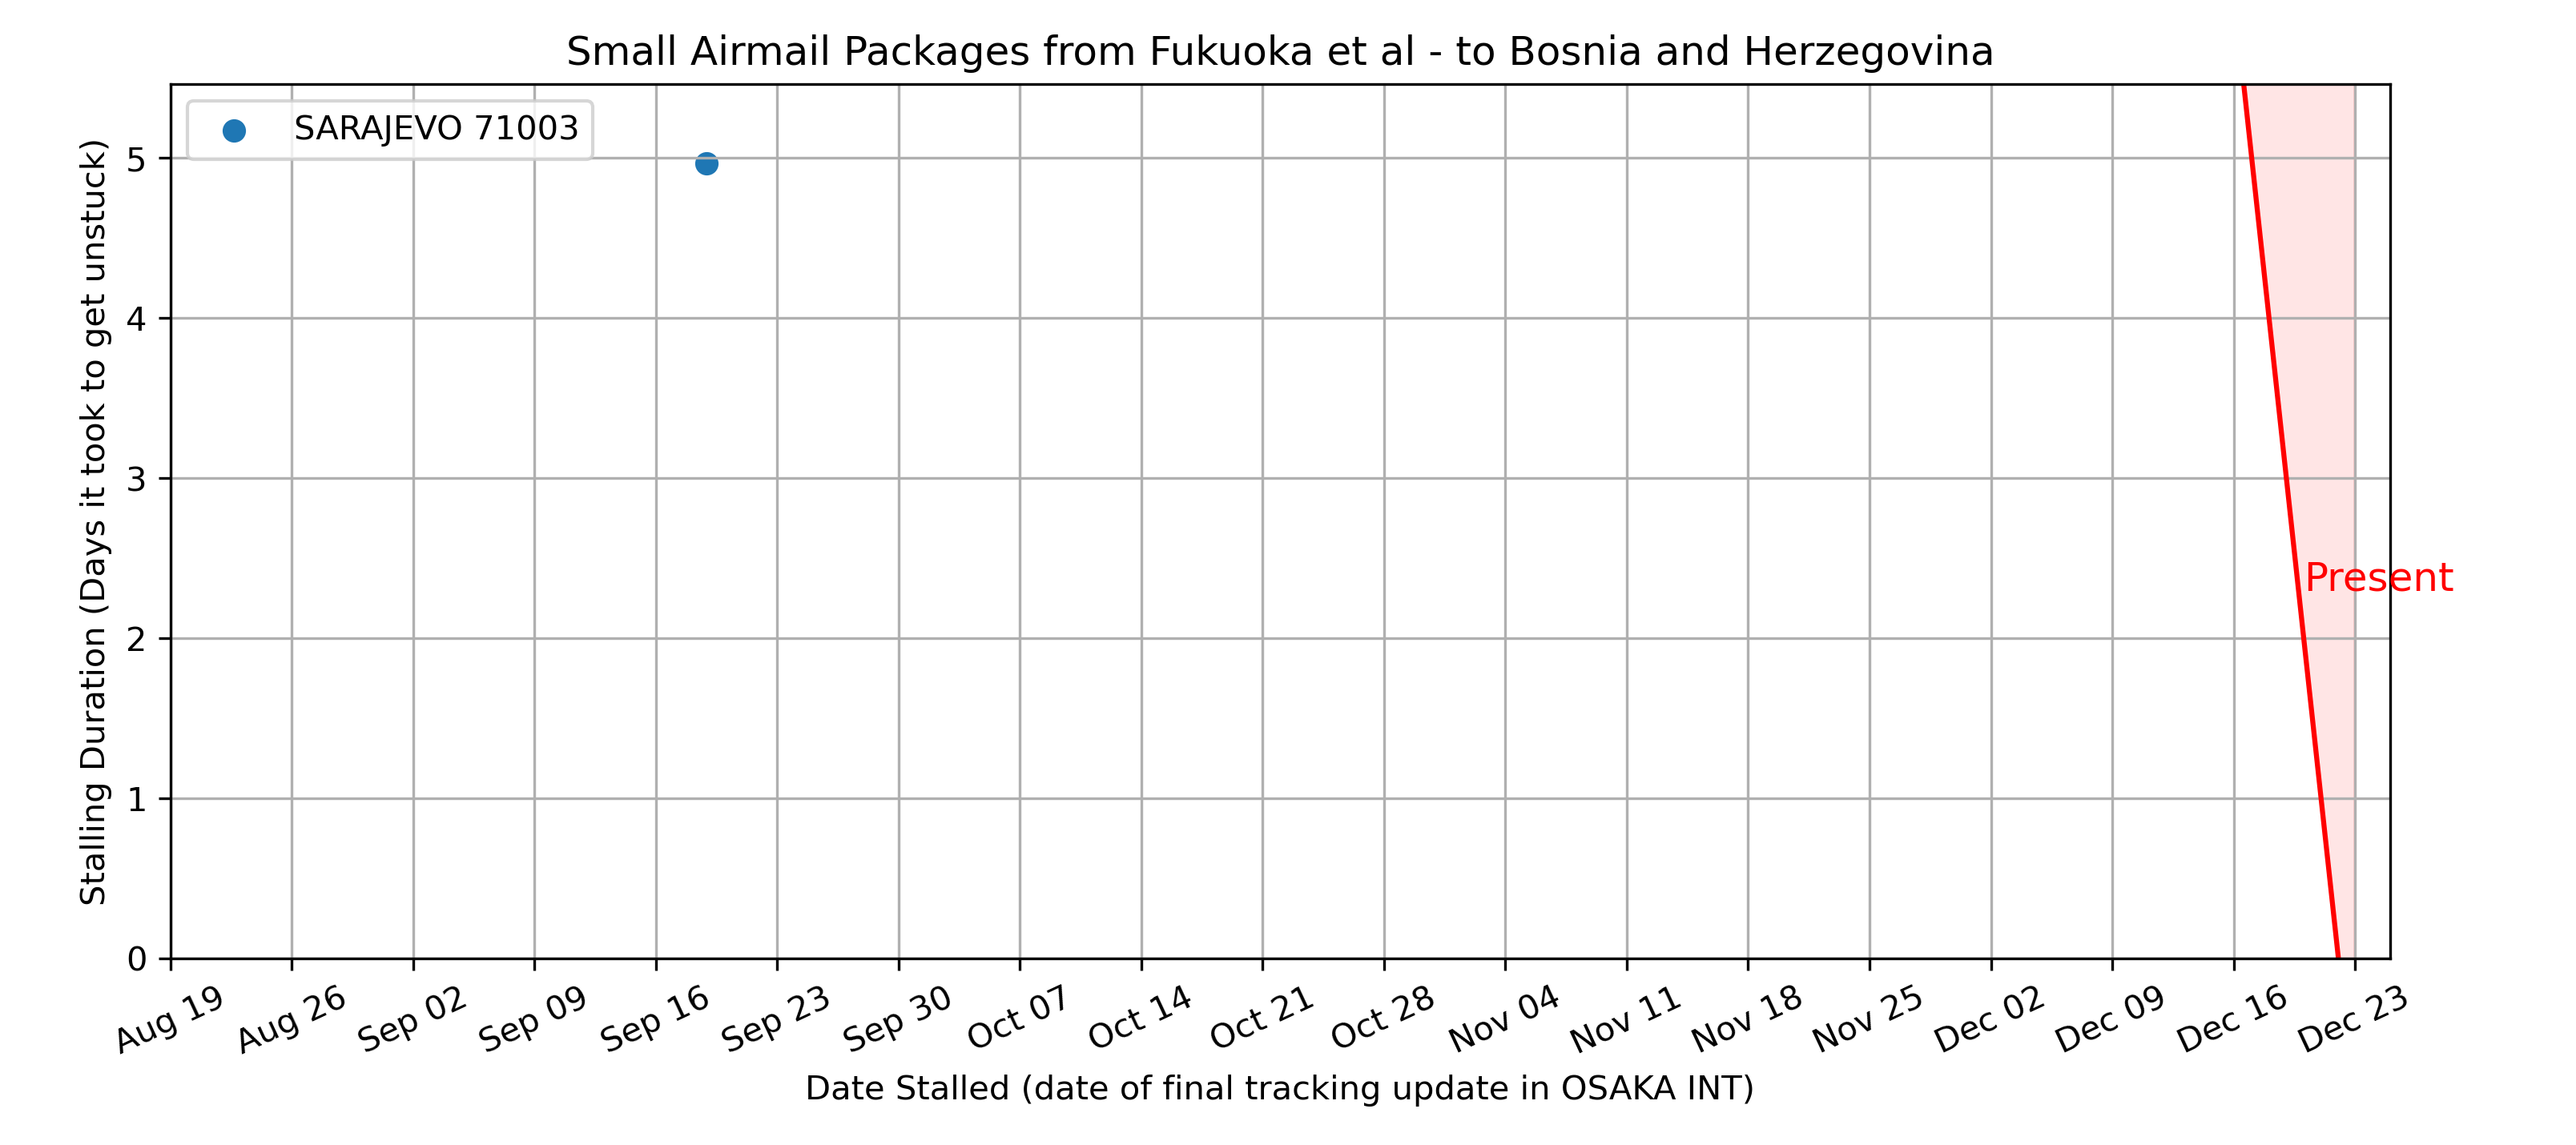 Small Airmail Packages from Fukuoka et al - to Bosnia and Herzegovina
SARAJEVO 71003
Stalling Duration (Days it took to get unstuck)
5
4
3
2
1
0
Present
Aug 19 Aug 26 Sep 02 Sep 09 Sep 16 Sep 23 Sep 30 Oct 07 Oct 14 Oct 21 Oct 28 Nov 04 Nov 11 Nov 18 Nov 25 Dec 02 Dec 09 Dec 16 Dec 23
Date Stalled (date of final tracking update in OSAKA INT)